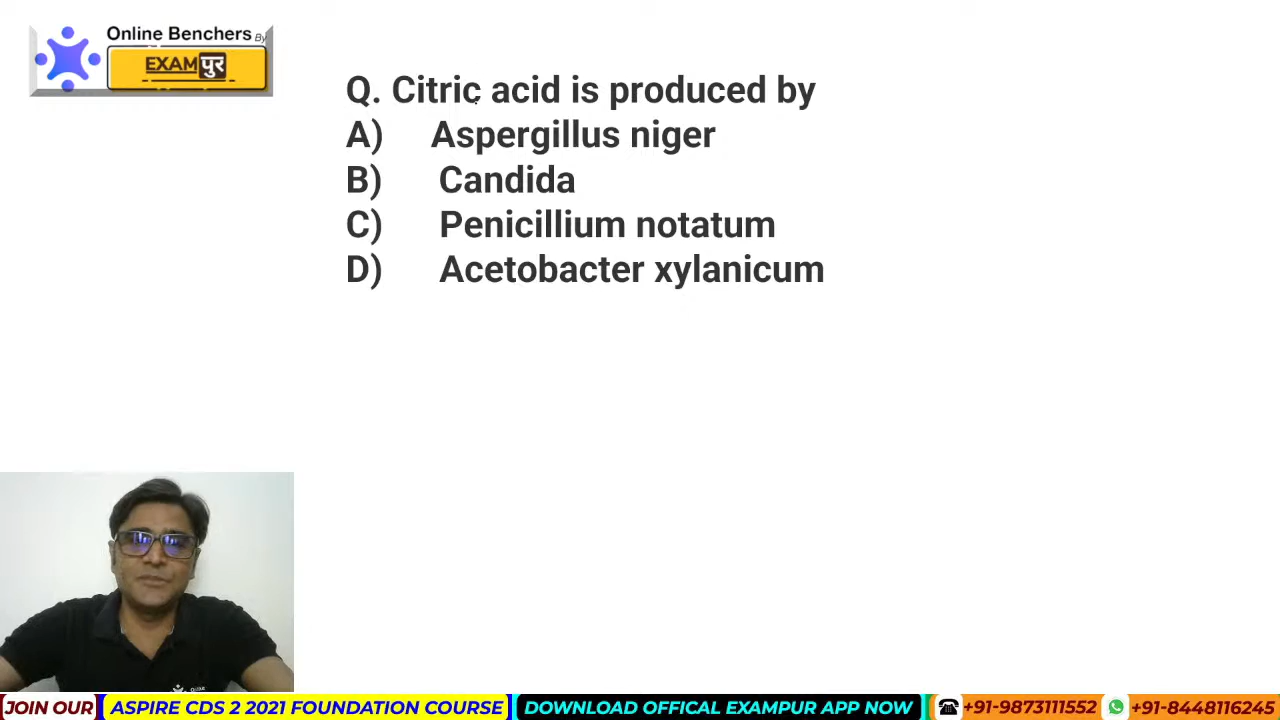 Online Benchers By
EXAMपुर
Q. Citric acid is produced by
A) Aspergillus niger
B) Candida
C) Penicillium notatum
D) Acetobacter xylanicum
JOIN OUR ASPIRE CDS 2 2021 FOUNDATION COURSE DOWNLOAD OFFICAL EXAMPUR APP NOW +91-9873111552 +91-8448116245